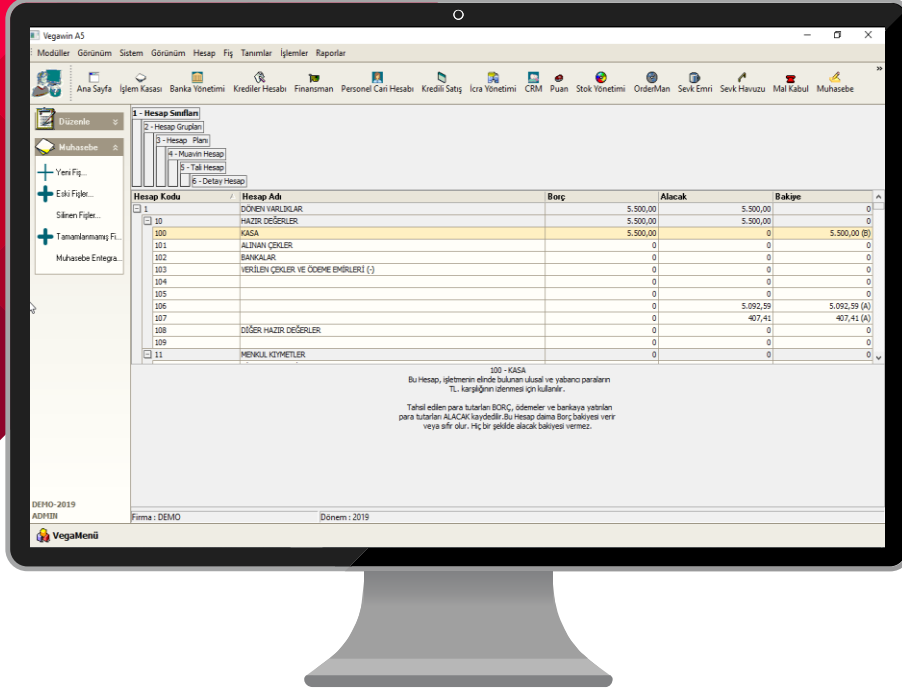 Vegawin A5
Modüller Görünüm Sistem Görünüm Hesap Fiş Tanımlar İşlemler Raporlar
Ana Sayfa İşlem Kasası Banka Yönetimi Krediler Hesabı Finansman Personel Cari Hesabı Kredili Satış İcra Yönetimi CRM Puan Stok Yönetimi OrderMan Sevk Emri Sevk Havuzu Mal Kabul Muhasebe
Düzenle
Muhasebe
Yeni Fiş...
Eski Fişler...
Silinen Fişler...
Tamamlanmamış Fi...
Muhasebe Entegra...
1 - Hesap Sınıfları
2 - Hesap Grupları
3 - Hesap Planı
4 - Muavin Hesap
5 - Tali Hesap
6 - Detay Hesap
Hesap Kodu Hesap Adı Borç Alacak Bakiye
1 DÖNEN VARLIKLAR 5.500,00 5.500,00 0
10 HAZIR DEĞERLER 5.500,00 5.500,00 0
100 KASA 5.500,00 0 5.500,00 (B)
101 ALINAN ÇEKLER 0 0 0
102 BANKALAR 0 0 0
103 VERİLEN ÇEKLER VE ÖDEME EMİRLERİ (-) 0 0 0
104 0 0 0
105 0 0 0
106 0 5.092,59 5.092,59 (A)
107 0 407,41 407,41 (A)
108 DİĞER HAZIR DEĞERLER 0 0 0
109 0 0 0
11 MENKUL KIYMETLER 0 0 0
100 - KASA
Bu Hesap, işletmenin elinde bulunan ulusal ve yabancı paraların
TL. karşılığının izlenmesi için kullanılır.
Tahsil edilen para tutarları BORÇ, ödemeler ve bankaya yatırılan
para tutarları ALACAK kaydedilir.Bu Hesap daima Borç bakiyesi verir
veya sıfır olur. Hiç bir şekilde alacak bakiyesi vermez.
DEMO-2019
ADMIN
Firma : DEMO Dönem : 2019
VegaMenü